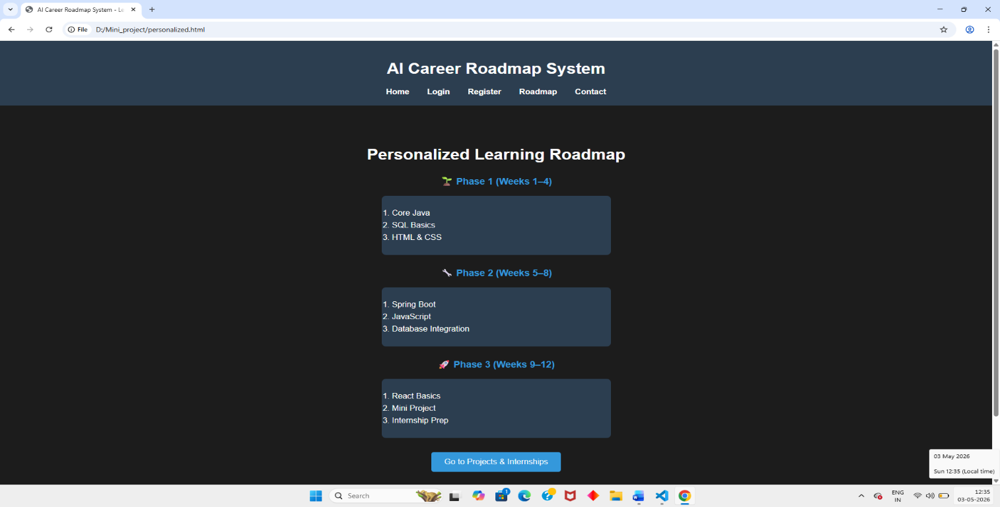 AI Career Roadmap System - Le
File D:/Mini_project/personalized.html
AI Career Roadmap System
Home Login Register Roadmap Contact
Personalized Learning Roadmap
Phase 1 (Weeks 1–4)
1. Core Java
2. SQL Basics
3. HTML & CSS
Phase 2 (Weeks 5–8)
1. Spring Boot
2. JavaScript
3. Database Integration
Phase 3 (Weeks 9–12)
1. React Basics
2. Mini Project
3. Internship Prep
Go to Projects & Internships
03 May 2026
Sun 12:35 (Local time)
Search
1
ENG
IN
12:35
03-05-2026